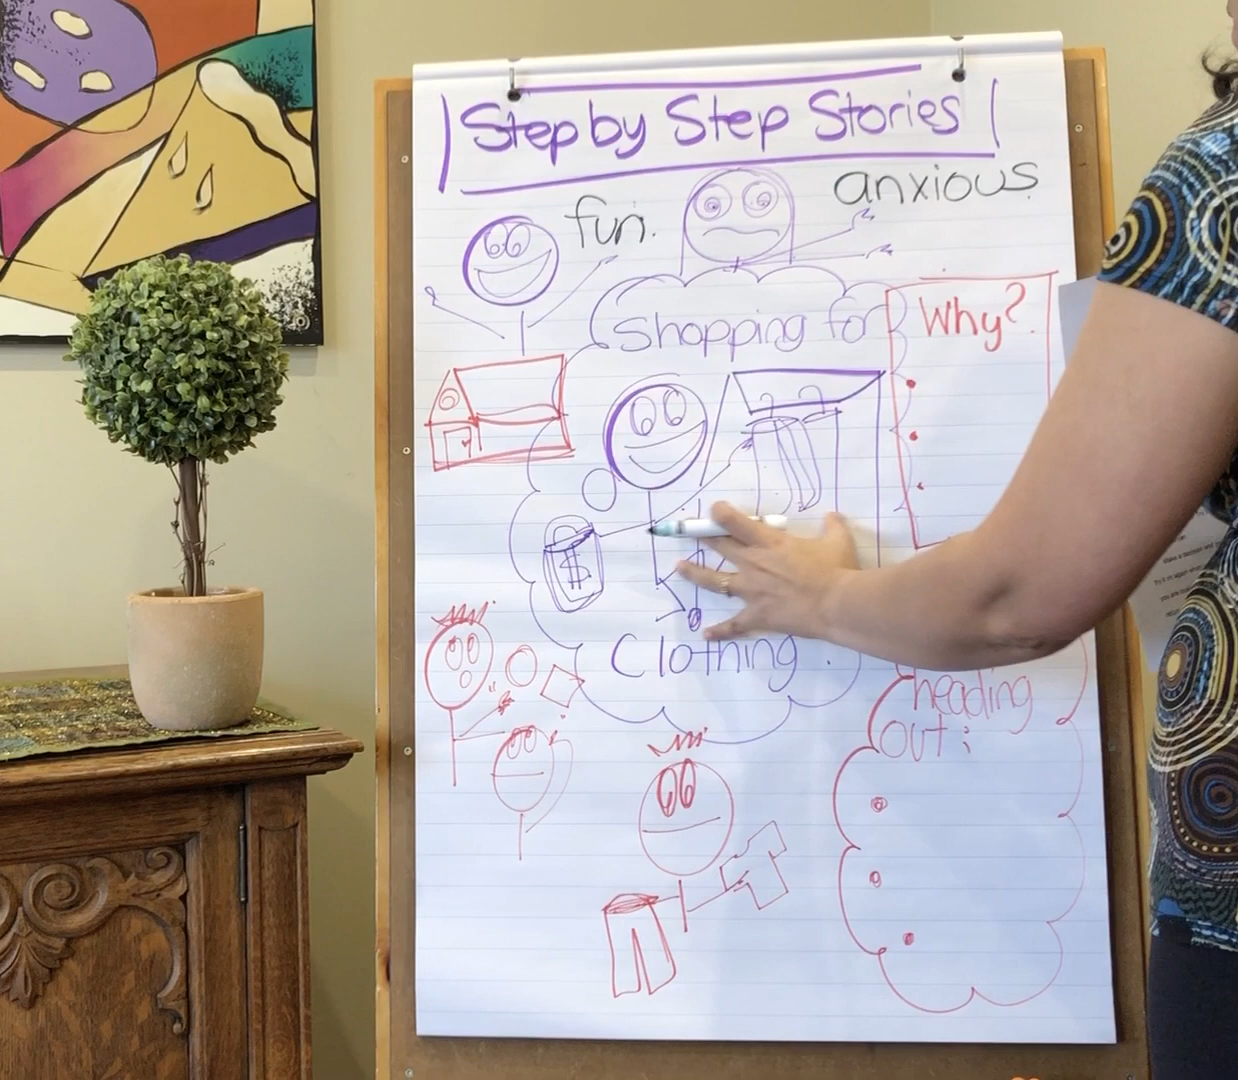 Step by Step Stories
fun.
anxious.
Shopping for
Why?
$
Clothing.
heading
out: